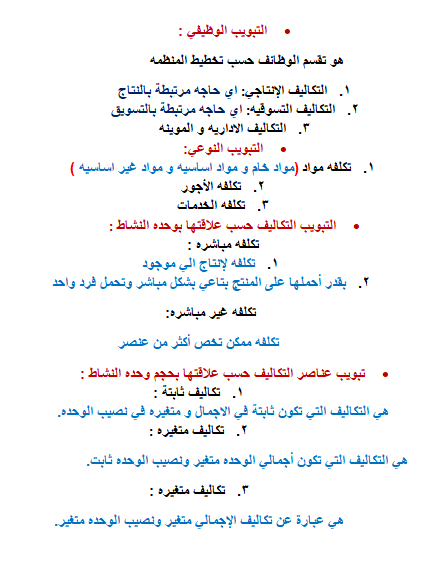 • التبويب الوظيفي :
هو تقسم الوظائف حسب تخطيط المنظمه
١. التكاليف الإنتاجي: اي حاجه مرتبطة بالنتاج
٢. التكاليف التسوقيه: اي حاجه مرتبطة بالتسويق
٣. التكاليف الاداريه و الموينه
• التبويب النوعي:
١. تكلفه مواد (مواد خام و مواد اساسيه و مواد غير اساسيه )
٢. تكلفه الأجور
٣. تكلفه الخدمات
• التبويب التكاليف حسب علاقتها بوحده النشاط :
تكلفه مباشره :
١. تكلفه لإنتاج الي موجود
٢. بقدر أحملها على المنتج بتاعي بشكل مباشر وتحمل فرد واحد
تكلفه غير مباشره:
تكلفه ممكن تخص أكثر من عنصر
• تبويب عناصر التكاليف حسب علاقتها بحجم وحده النشاط :
١. تكاليف ثابتة :
هي التكاليف التي تكون ثابتة في الاجمال و متغيره في نصيب الوحده.
٢. تكاليف متغيره :
هي التكاليف التي تكون أجمالي الوحده متغير ونصيب الوحده ثابت.
٣. تكاليف متغيره :
هي عبارة عن تكاليف الإجمالي متغير ونصيب الوحده متغير.